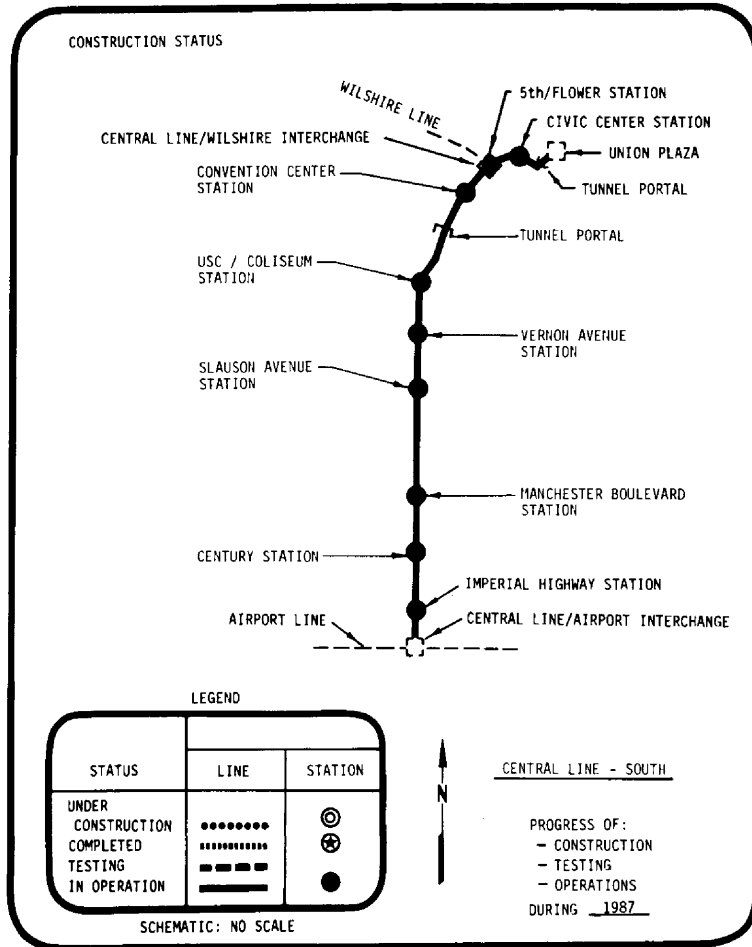 CONSTRUCTION STATUS
WILSHIRE LINE
5th/FLOWER STATION
CIVIC CENTER STATION
CENTRAL LINE/WILSHIRE INTERCHANGE
UNION PLAZA
CONVENTION CENTER
STATION
TUNNEL PORTAL
TUNNEL PORTAL
USC / COLISEUM
STATION
VERNON AVENUE
STATION
SLAUSON AVENUE
STATION
MANCHESTER BOULEVARD
STATION
CENTURY STATION
IMPERIAL HIGHWAY STATION
AIRPORT LINE
CENTRAL LINE/AIRPORT INTERCHANGE
LEGEND
STATUS LINE STATION
UNDER
CONSTRUCTION
COMPLETED
TESTING
IN OPERATION
SCHEMATIC: NO SCALE
N
CENTRAL LINE - SOUTH
PROGRESS OF:
- CONSTRUCTION
- TESTING
- OPERATIONS
DURING 1987